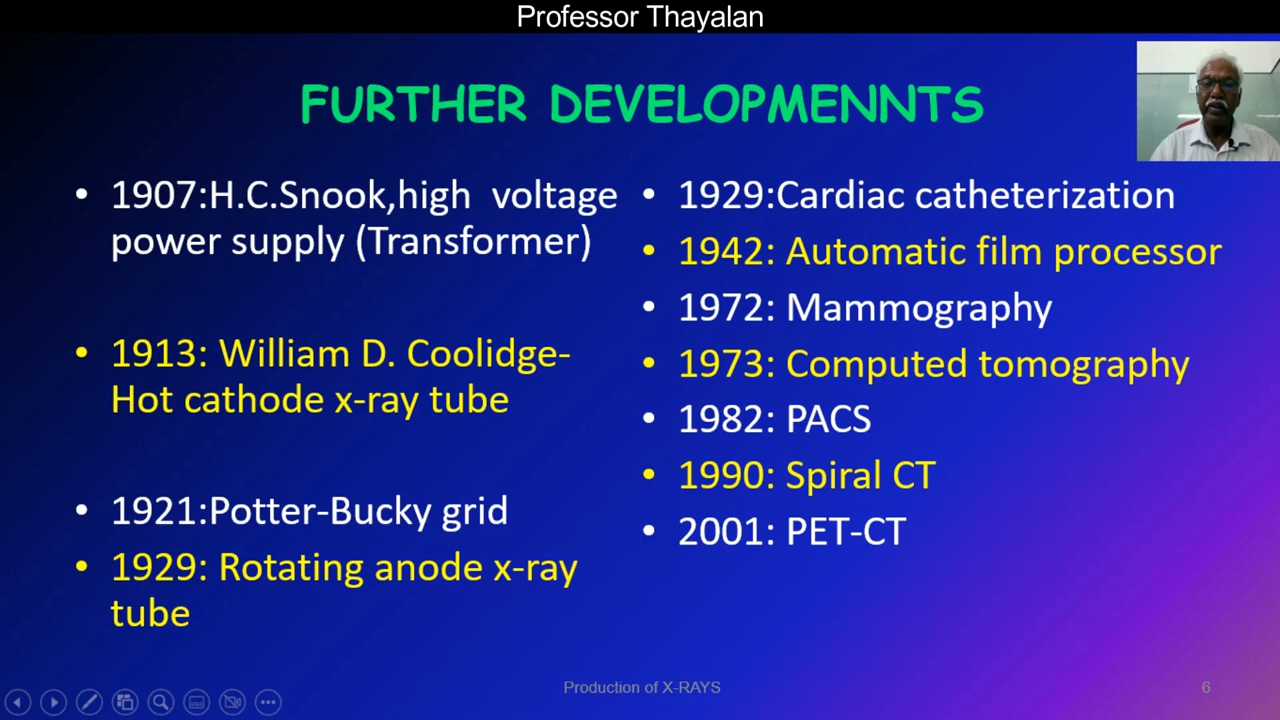 Professor Thayalan
FURTHER DEVELOPMENNTS
• 1907:H.C.Snook,high voltage
power supply (Transformer)
• 1913: William D. Coolidge-
Hot cathode x-ray tube
• 1921:Potter-Bucky grid
• 1929: Rotating anode x-ray
tube
• 1929:Cardiac catheterization
• 1942: Automatic film processor
• 1972: Mammography
• 1973: Computed tomography
• 1982: PACS
• 1990: Spiral CT
• 2001: PET-CT
Production of X-RAYS
6